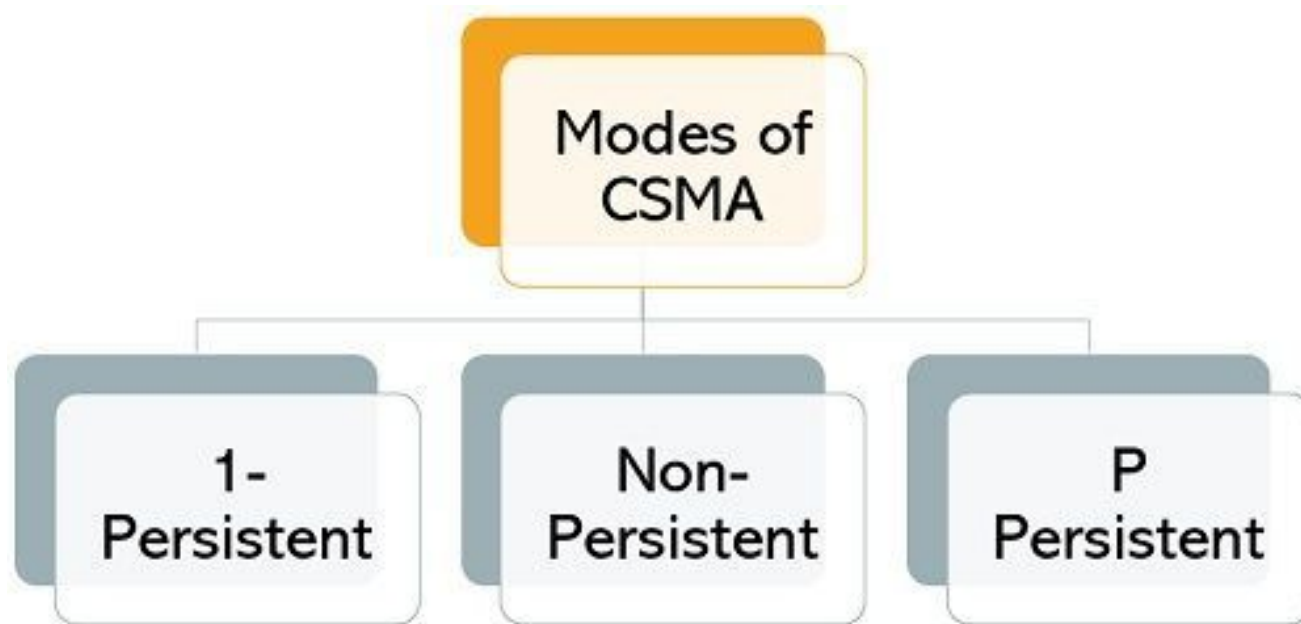 Modes of
CSMA
1-
Persistent
Non-
Persistent
P
Persistent